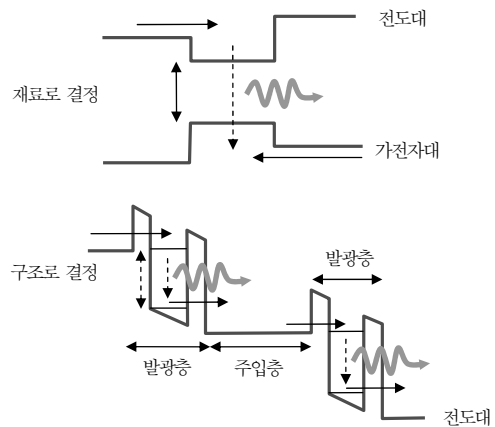 전도대
재료로 결정
가전자대
구조로 결정
발광층
발광층
주입층
전도대